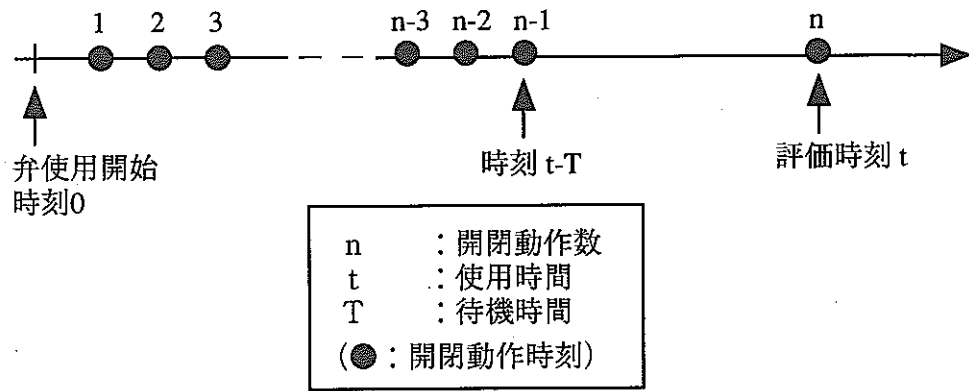 1 2 3 n-3 n-2 n-1 n
弁使用開始
時刻0
時刻 t-T
評価時刻 t
n :開閉動作数
t :使用時間
T :待機時間
(●:開閉動作時刻)